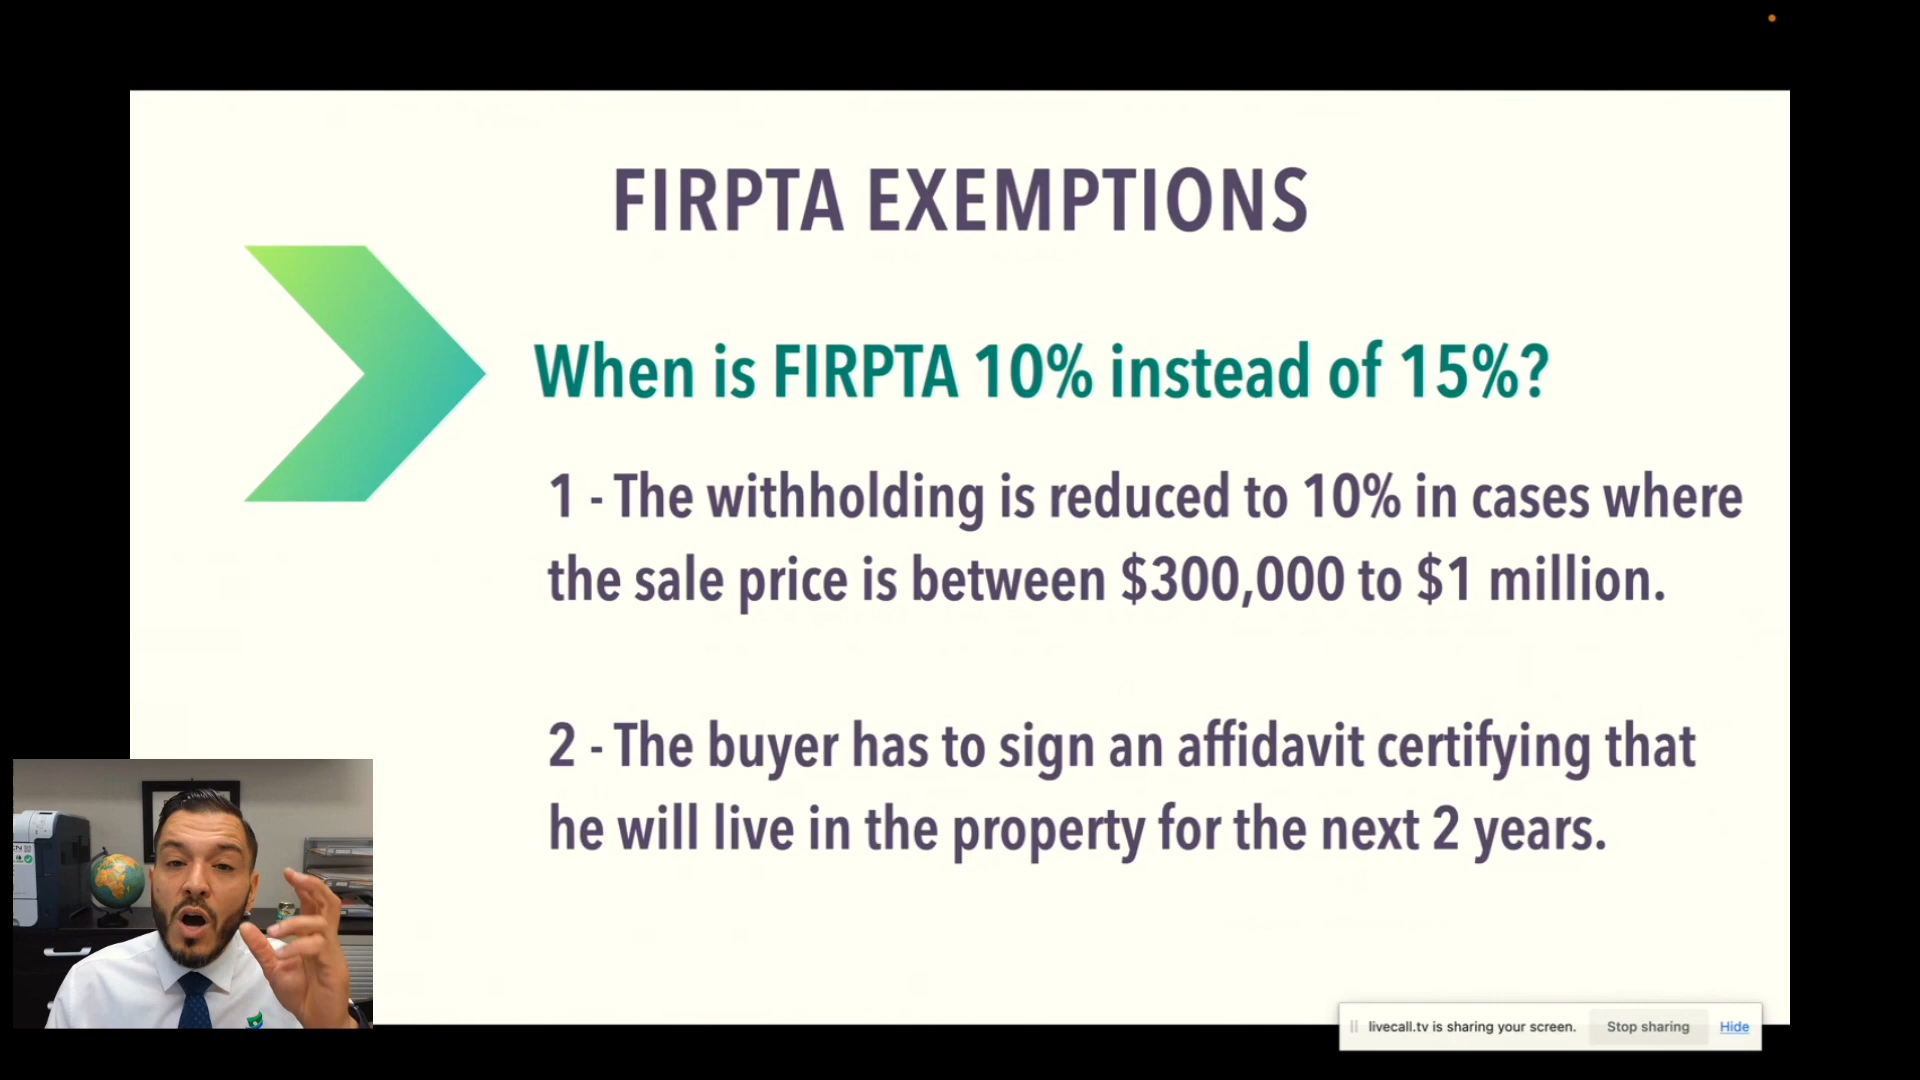 FIRPTA EXEMPTIONS
When is FIRPTA 10% instead of 15%?
1 - The withholding is reduced to 10% in cases where
the sale price is between $300,000 to $1 million.
2 - The buyer has to sign an affidavit certifying that
he will live in the property for the next 2 years.
livecall.tv is sharing your screen. Stop sharing Hide